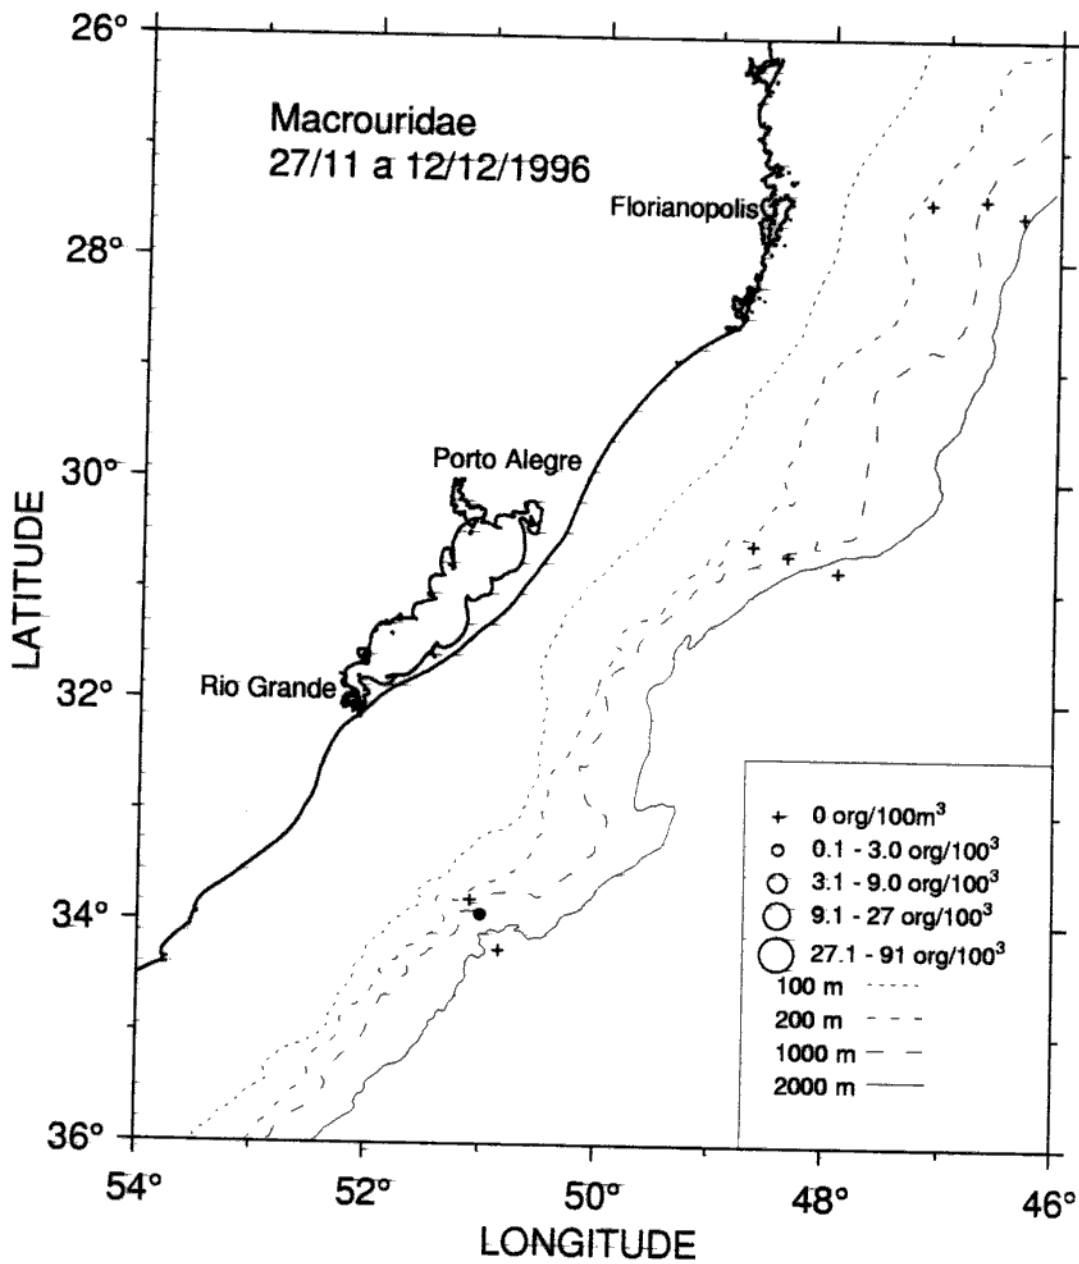 26°
Macrouridae
27/11 a 12/12/1996
Florianopolis
28°
Porto Alegre
30°
LATITUDE
Rio Grande
32°
0 org/100m³
0.1 - 3.0 org/100³
3.1 - 9.0 org/100³
34°
9.1 - 27 org/100³
27.1 - 91 org/100³
100 m
200 m
1000 m
2000 m
36°
54°
52°
50°
48°
46°
LONGITUDE